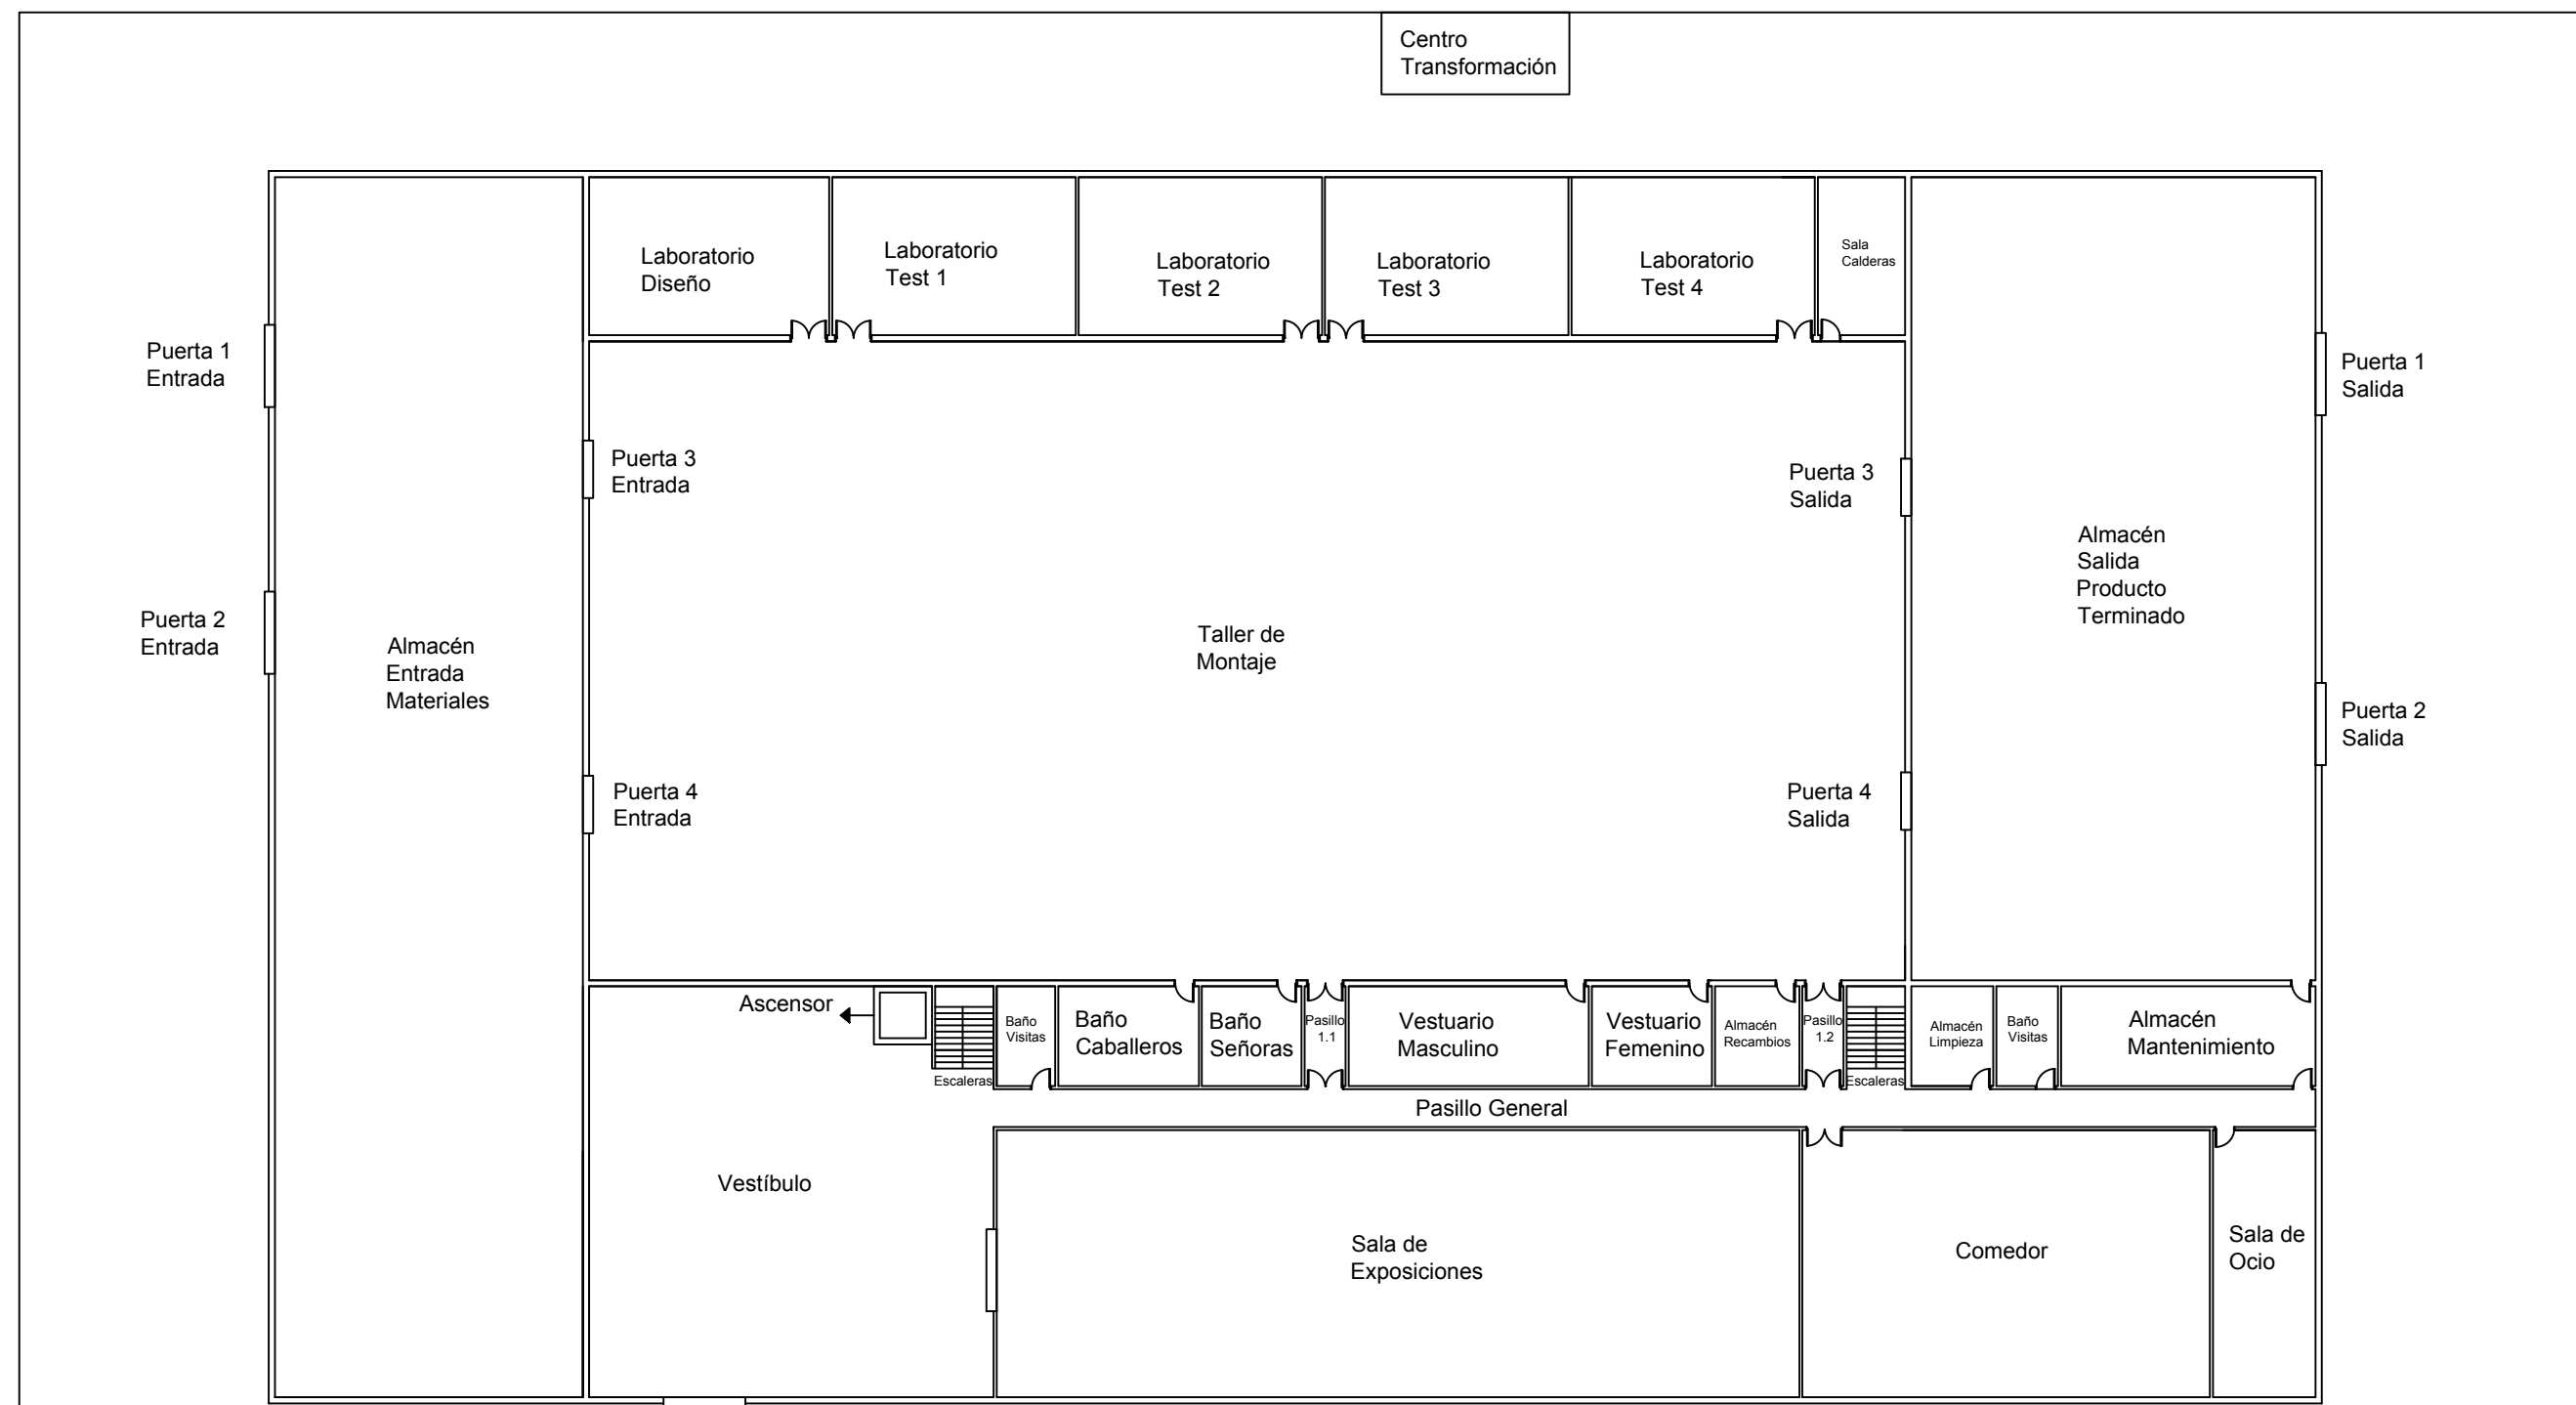 Centro
Transformación
Laboratorio
Diseño
Laboratorio
Test 1
Laboratorio
Test 2
Laboratorio
Test 3
Laboratorio
Test 4
Sala
Calderas
Puerta 1
Entrada
Puerta 1
Salida
Puerta 3
Entrada
Puerta 3
Salida
Almacén
Salida
Producto
Terminado
Puerta 2
Entrada
Almacén
Entrada
Materiales
Taller de
Montaje
Puerta 2
Salida
Puerta 4
Entrada
Puerta 4
Salida
Ascensor
Escaleras
Baño
Visitas
Baño
Caballeros
Baño
Señoras
Pasillo
1.1
Vestuario
Masculino
Vestuario
Femenino
Almacén
Recambios
Pasillo
1.2
Escaleras
Almacén
Limpieza
Baño
Visitas
Almacén
Mantenimiento
Pasillo General
Vestíbulo
Sala de
Exposiciones
Comedor
Sala de
Ocio